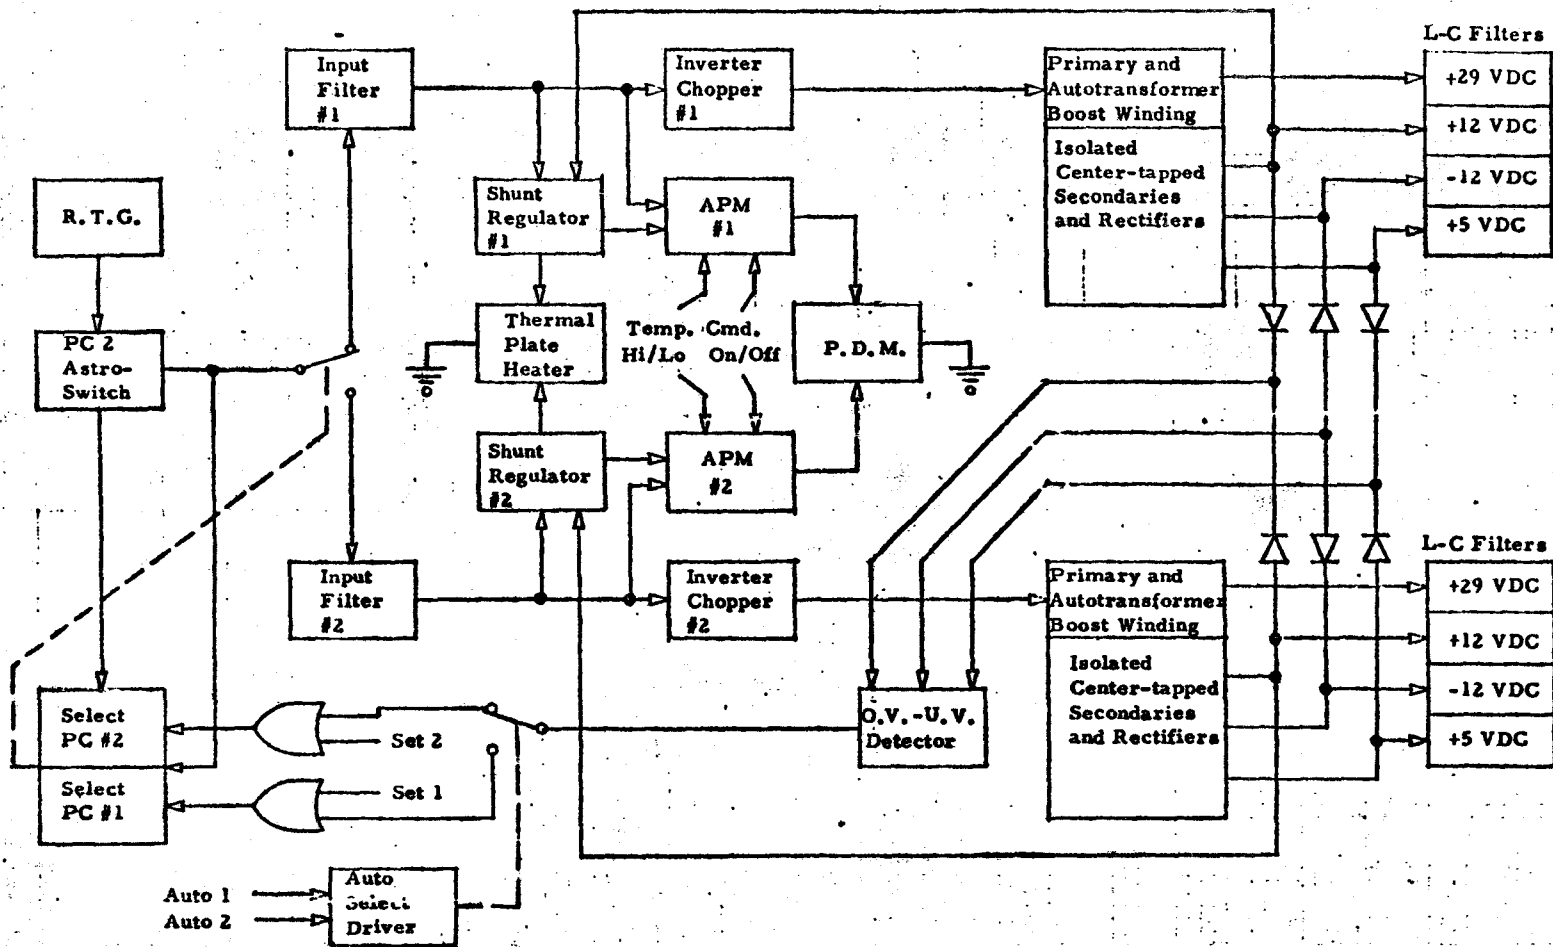 L-C Filters
Input
Filter
#1
Inverter
Chopper
#1
Primary and
Autotransformer
Boost Winding
Isolated
Center-tapped
Secondaries
and Rectifiers
+29 VDC
+12 VDC
-12 VDC
+5 VDC
R. T. G.
Shunt
Regulator
#1
APM
#1
PC 2
Astro-
Switch
Thermal
Plate
Heater
Temp.
Hi/Lo
Cmd.
On/Off
P. D. M.
Shunt
Regulator
#2
APM
#2
Input
Filter
#2
Inverter
Chopper
#2
Primary and
Autotransformer
Boost Winding
Isolated
Center-tapped
Secondaries
and Rectifiers
L-C Filters
+29 VDC
+12 VDC
-12 VDC
+5 VDC
Select
PC #2
Select
PC #1
Set 2
Set 1
O.V.-U.V.
Detector
Auto 1
Auto 2
Auto
Select
Driver